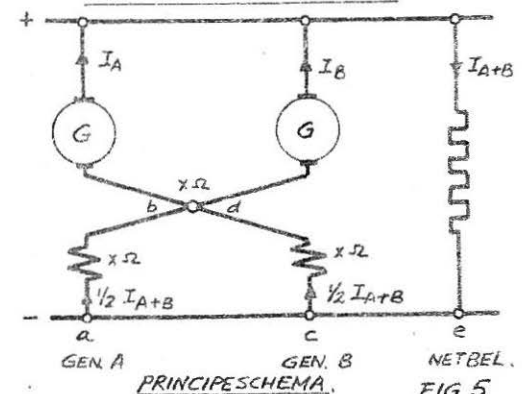 +
I_A I_B I_A+B
G G
x Ω
b d
x Ω x Ω
½ I_A+B ½ I_A+B
−
a c e
GEN. A GEN. B NETBEL.
PRINCIPESCHEMA. FIG 5